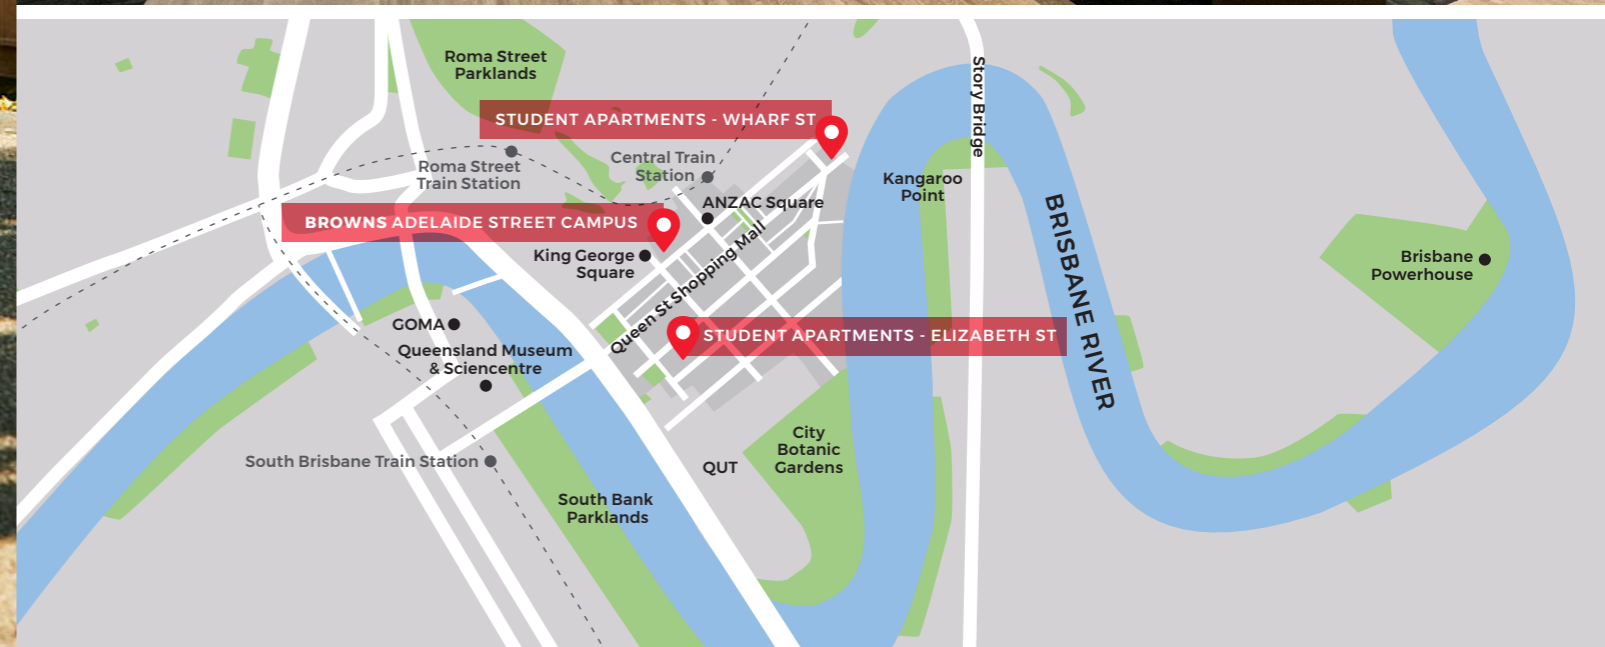 Roma Street
Parklands
STUDENT APARTMENTS - WHARF ST
Story Bridge
Roma Street
Train Station
Central Train
Station
Kangaroo
Point
ANZAC Square
BROWNS ADELAIDE STREET CAMPUS
King George
Square
Queen St Shopping Mall
BRISBANE RIVER
Brisbane
Powerhouse
GOMA
STUDENT APARTMENTS - ELIZABETH ST
Queensland Museum
& Sciencentre
City
Botanic
Gardens
QUT
South Brisbane Train Station
South Bank
Parklands